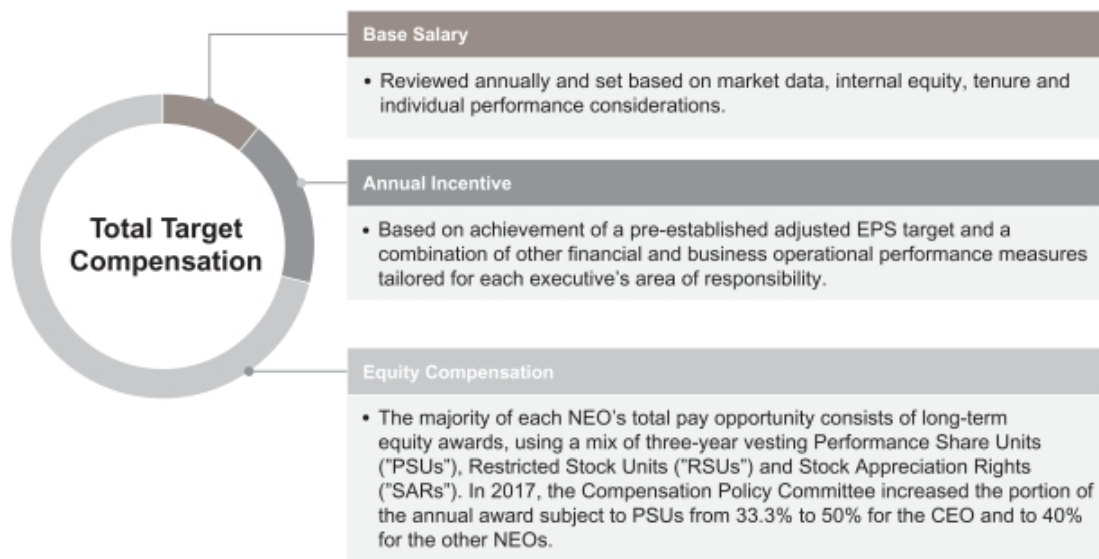 Base Salary
• Reviewed annually and set based on market data, internal equity, tenure and
individual performance considerations.
Total Target
Compensation
Annual Incentive
• Based on achievement of a pre-established adjusted EPS target and a
combination of other financial and business operational performance measures
tailored for each executive’s area of responsibility.
Equity Compensation
• The majority of each NEO’s total pay opportunity consists of long-term
equity awards, using a mix of three-year vesting Performance Share Units
(”PSUs”), Restricted Stock Units (”RSUs”) and Stock Appreciation Rights
(”SARs”). In 2017, the Compensation Policy Committee increased the portion of
the annual award subject to PSUs from 33.3% to 50% for the CEO and to 40%
for the other NEOs.